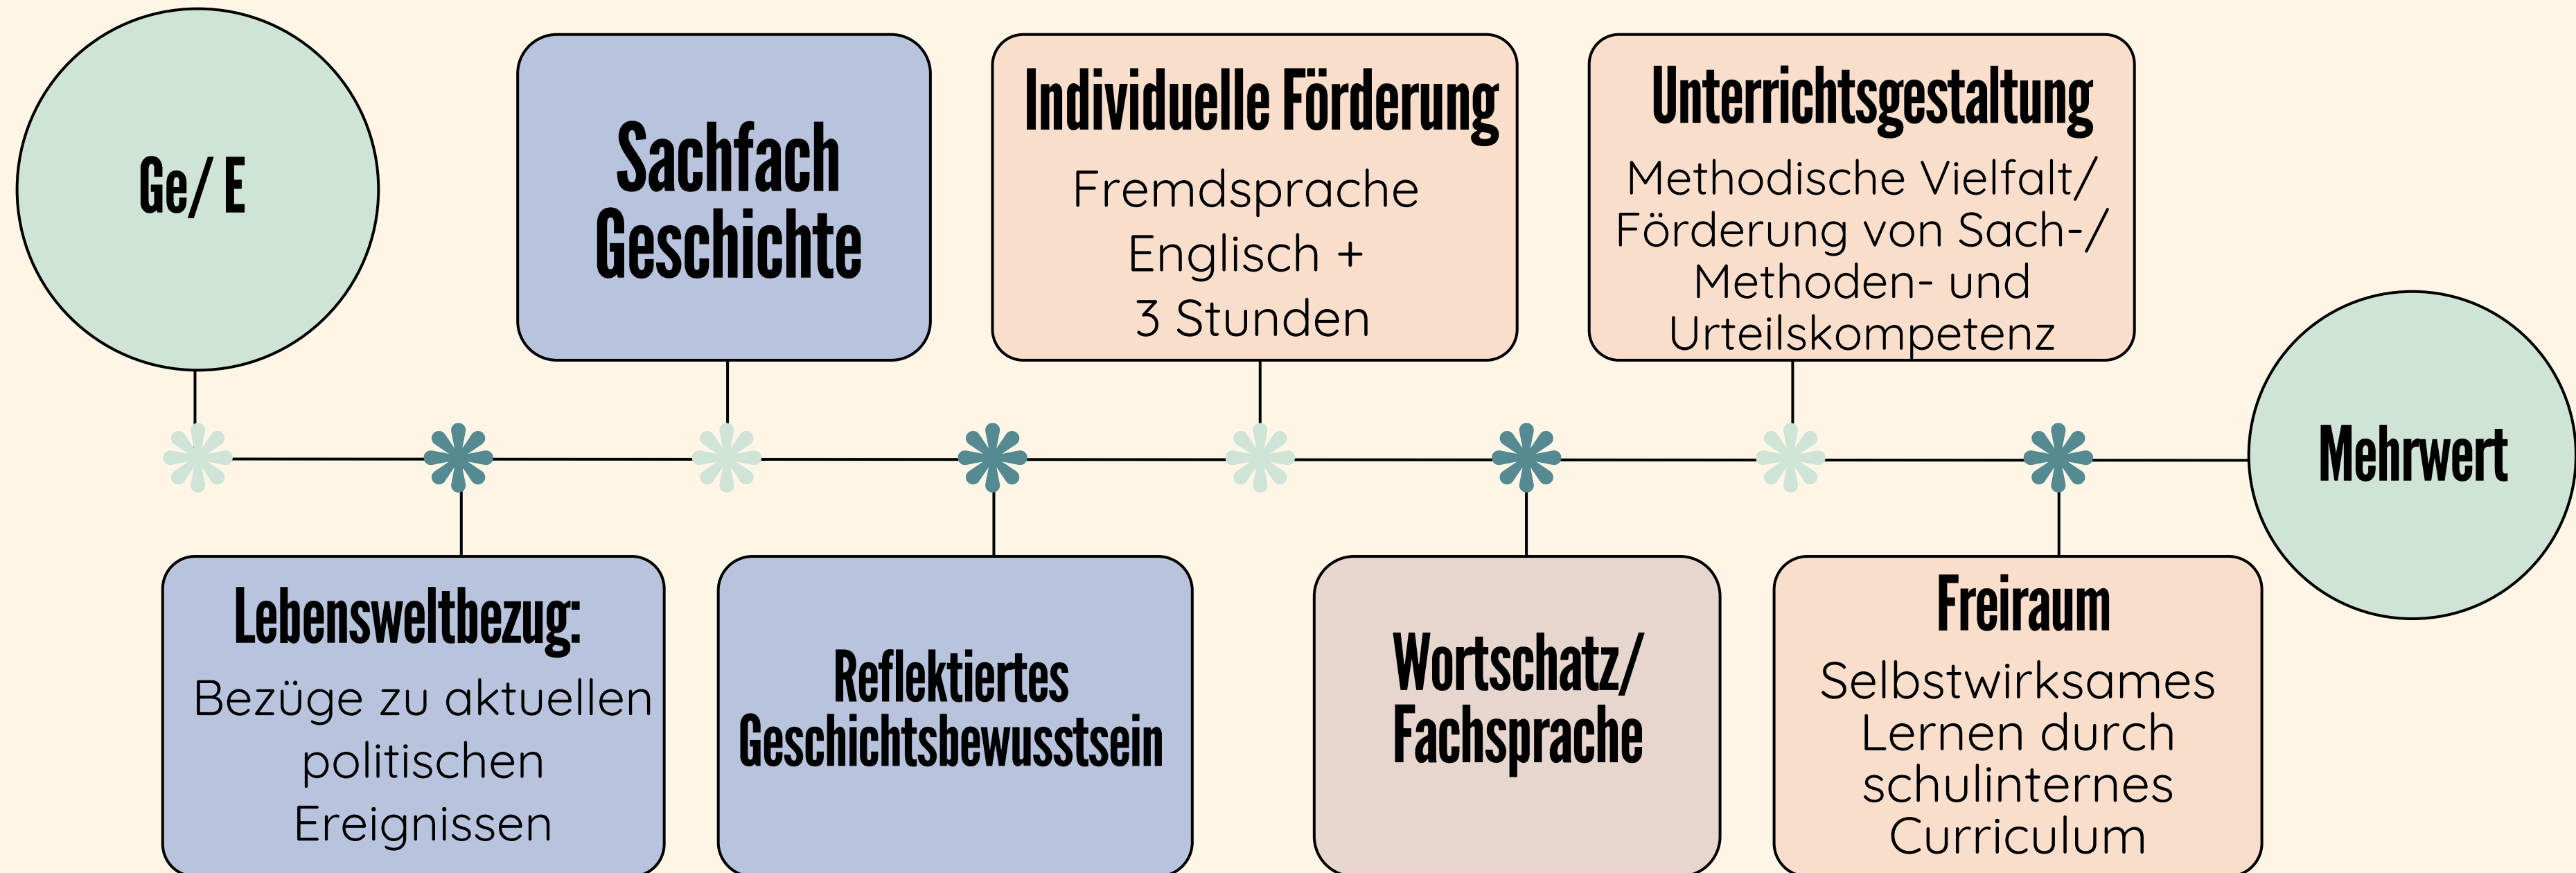 Ge/ E
Sachfach
Geschichte
Individuelle Förderung
Fremdsprache
Englisch +
3 Stunden
Unterrichtsgestaltung
Methodische Vielfalt/
Förderung von Sach-/
Methoden- und
Urteilskompetenz
Mehrwert
Lebensweltbezug:
Bezüge zu aktuellen
politischen
Ereignissen
Reflektiertes
Geschichtsbewusstsein
Wortschatz/
Fachsprache
Freiraum
Selbstwirksames
Lernen durch
schulinternes
Curriculum